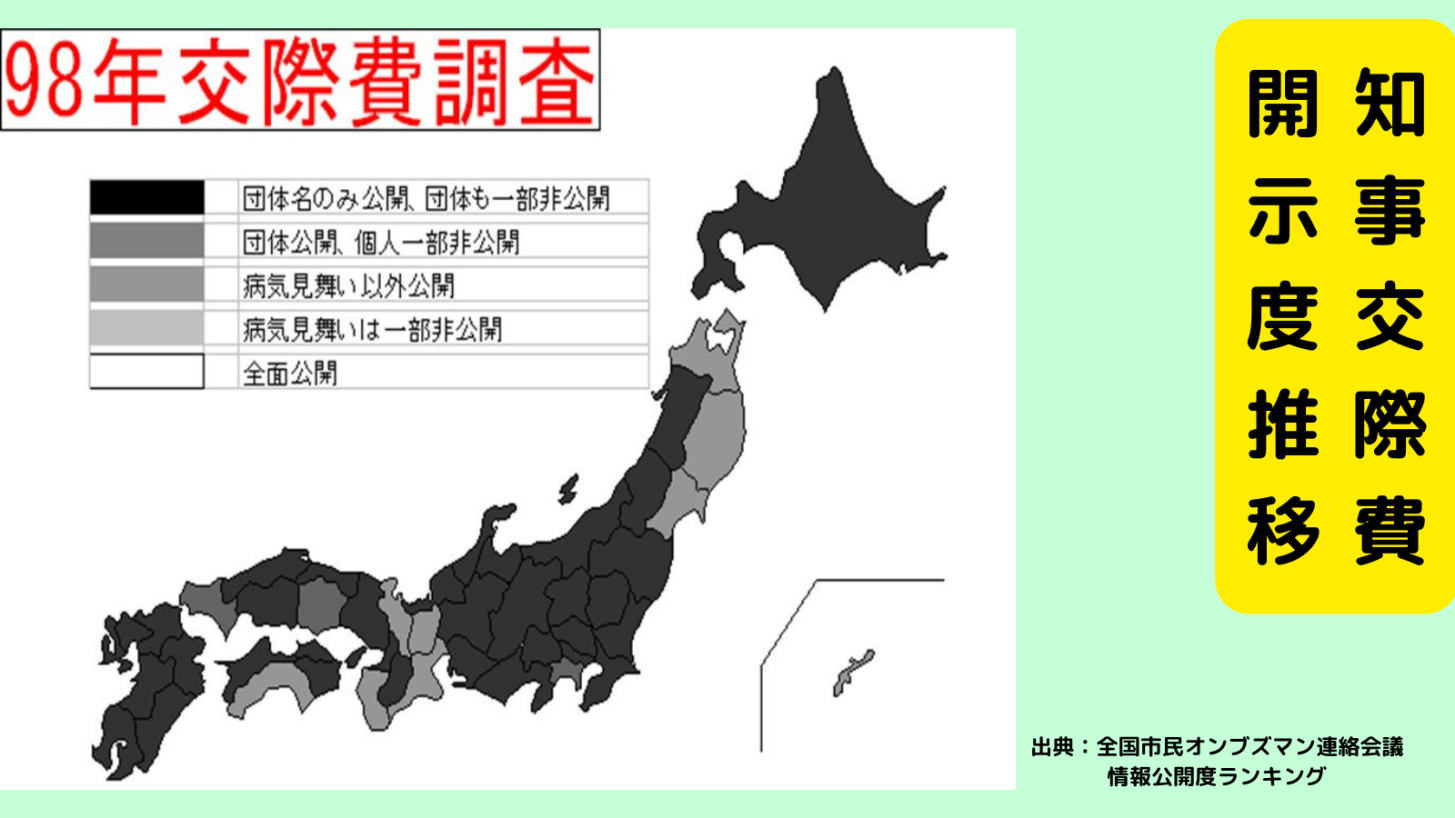 98年交際費調査
団体名のみ公開、団体も一部非公開
団体公開、個人一部非公開
病気見舞い以外公開
病気見舞いは一部非公開
全面公開
知事交際費
開示度推移
出典：全国市民オンブズマン連絡会議
情報公開度ランキング